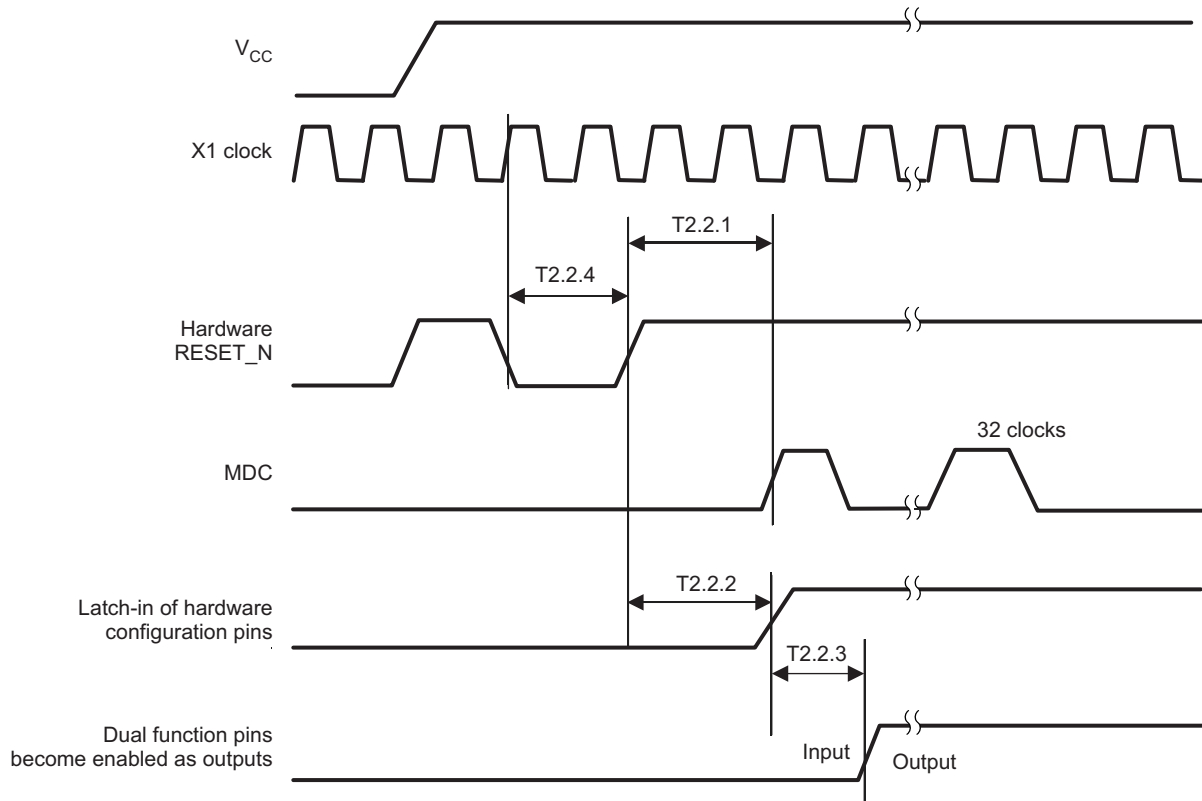 VCC
X1 clock
T2.2.1
T2.2.4
Hardware
RESET_N
32 clocks
MDC
T2.2.2
Latch-in of hardware
configuration pins
T2.2.3
Dual function pins
become enabled as outputs
Input
Output